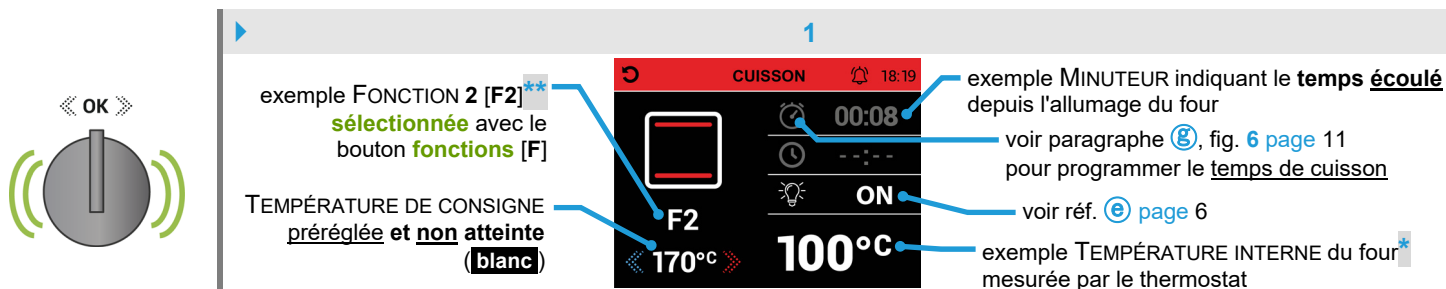 1
OK
exemple FONCTION 2 [F2]**
sélectionnée avec le
bouton fonctions [F]
TEMPÉRATURE DE CONSIGNE
préréglée et non atteinte
(blanc)
CUISSON 18:19
00:08
--:--
ON
F2
170°C
100°C
exemple MINUTEUR indiquant le temps écoulé
depuis l'allumage du four
voir paragraphe g, fig. 6 page 11
pour programmer le temps de cuisson
voir réf. e page 6
exemple TEMPÉRATURE INTERNE du four*
mesurée par le thermostat